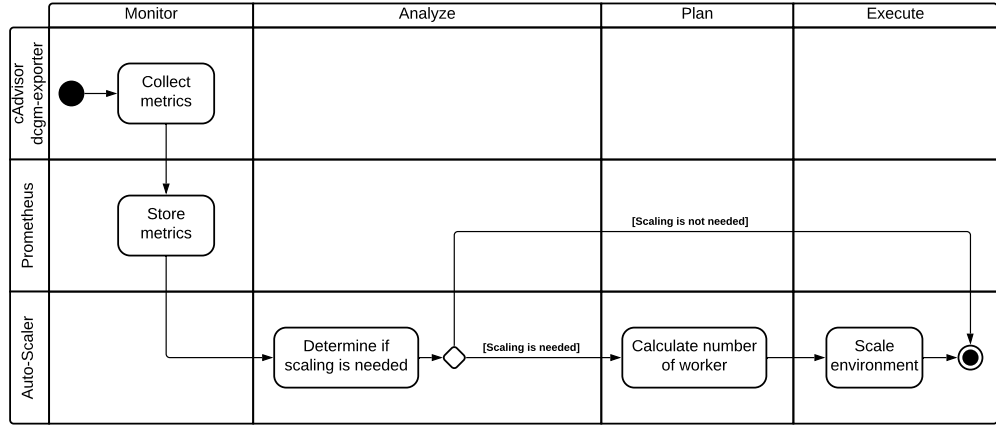 Monitor
Analyze
Plan
Execute
cAdvisor
dcgm-exporter
Collect
metrics
Prometheus
Store
metrics
[Scaling is not needed]
Auto-Scaler
Determine if
scaling is needed
[Scaling is needed]
Calculate number
of worker
Scale
environment